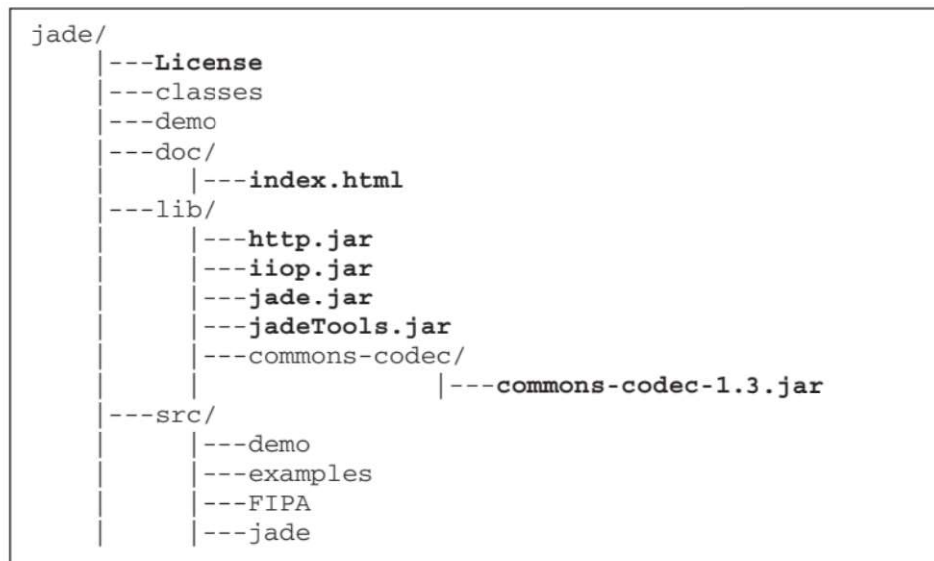 jade/
|---License
|---classes
|---demo
|---doc/
|     |---index.html
|---lib/
|     |---http.jar
|     |---iiop.jar
|     |---jade.jar
|     |---jadeTools.jar
|     |---commons-codec/
|     |               |---commons-codec-1.3.jar
|---src/
|     |---demo
|     |---examples
|     |---FIPA
|     |---jade